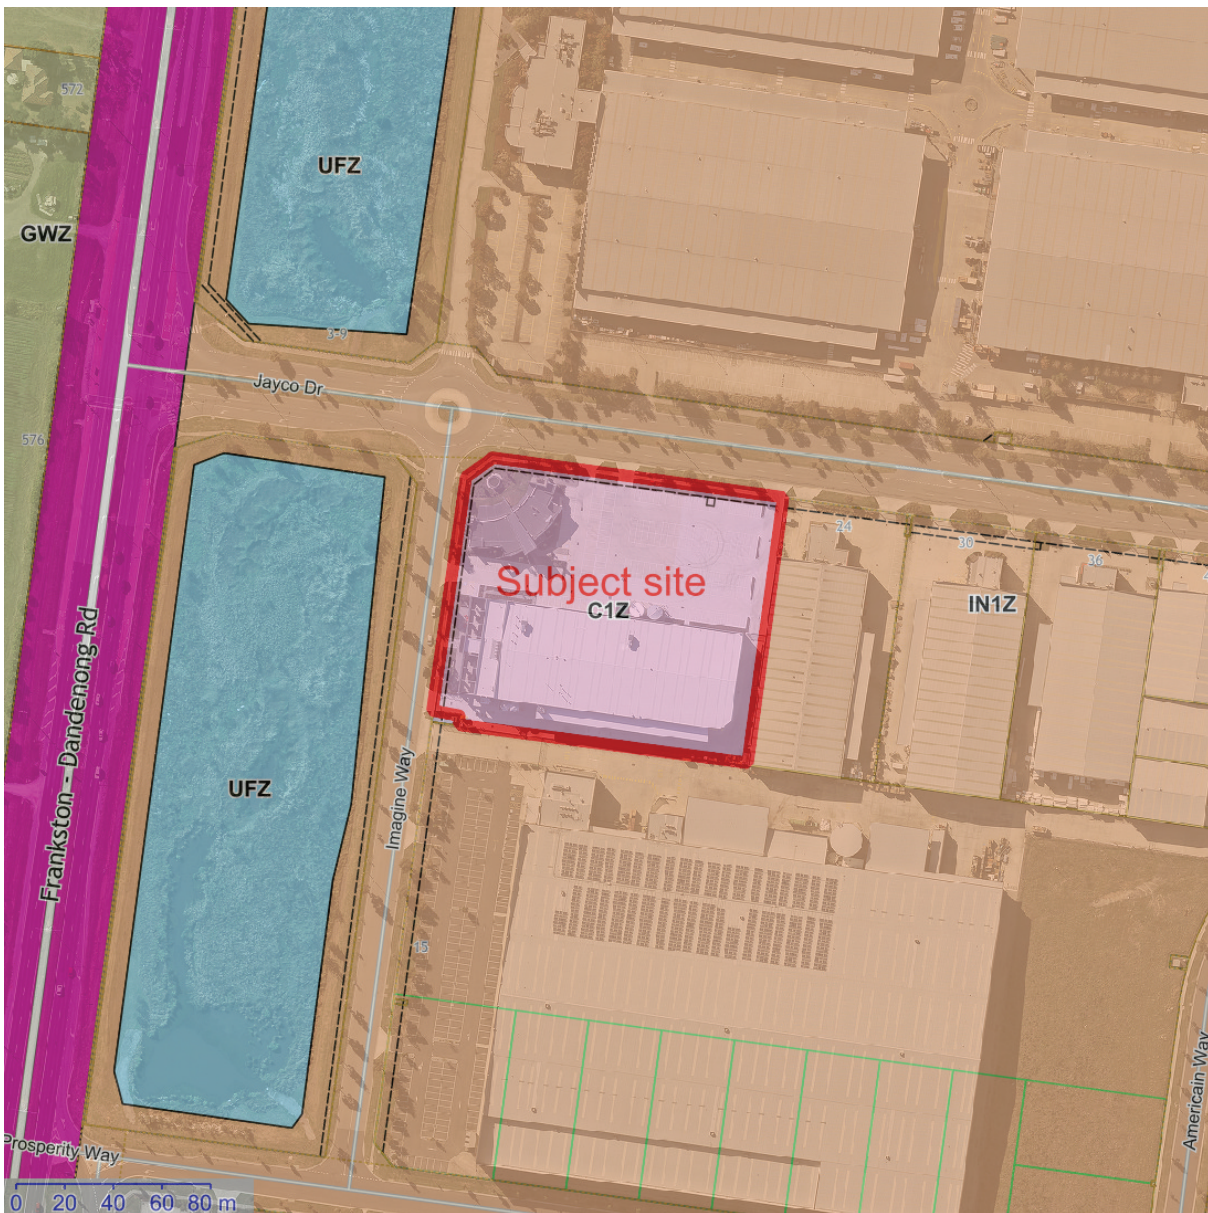 572
UFZ
GWZ
3-9
Jayco Dr
576
24
30
36
Subject site
C1Z
IN1Z
Frankston - Dandenong Rd
Imagine Way
UFZ
15
Americain Way
Prosperity Way
0 20 40 60 80 m